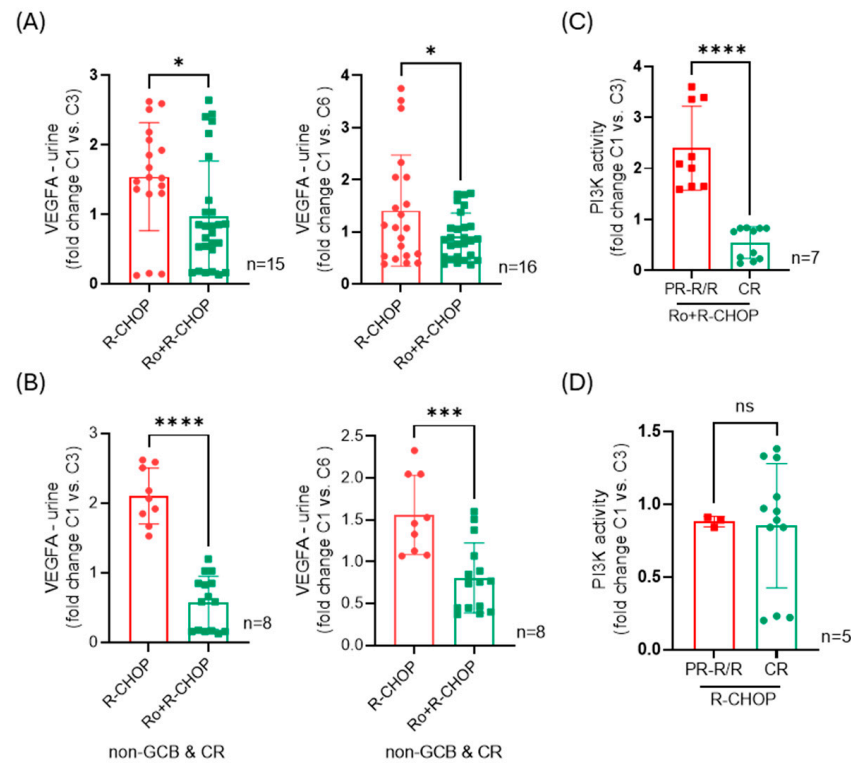 (A)
VEGFA - urine
(fold change C1 vs. C3)
3
2
1
0
*
n=15
R-CHOP
Ro+R-CHOP
VEGFA - urine
(fold change C1 vs. C6 )
4
3
2
1
0
*
n=16
R-CHOP
Ro+R-CHOP
(C)
PI3K activity
(fold change C1 vs. C3)
4
3
2
1
0
****
n=7
PR-R/R
CR
Ro+R-CHOP
(B)
VEGFA - urine
(fold change C1 vs. C3)
3
2
1
0
****
n=8
R-CHOP
Ro+R-CHOP
non-GCB & CR
VEGFA - urine
(fold change C1 vs. C6 )
2.5
2.0
1.5
1.0
0.5
0.0
***
n=8
R-CHOP
Ro+R-CHOP
non-GCB & CR
(D)
PI3K activity
(fold change C1 vs. C3)
1.5
1.0
0.5
0.0
ns
n=5
PR-R/R
CR
R-CHOP